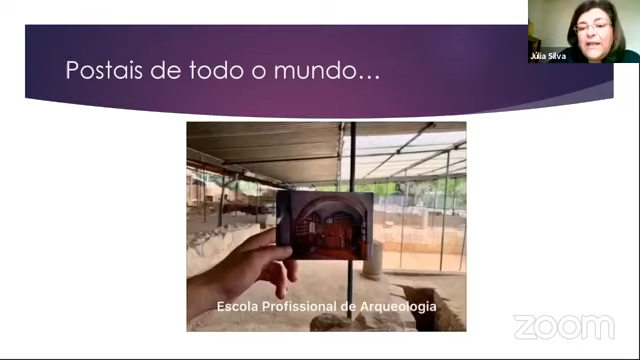 Júlia Silva
Postais de todo o mundo…
Escola Profissional de Arqueologia
zoom